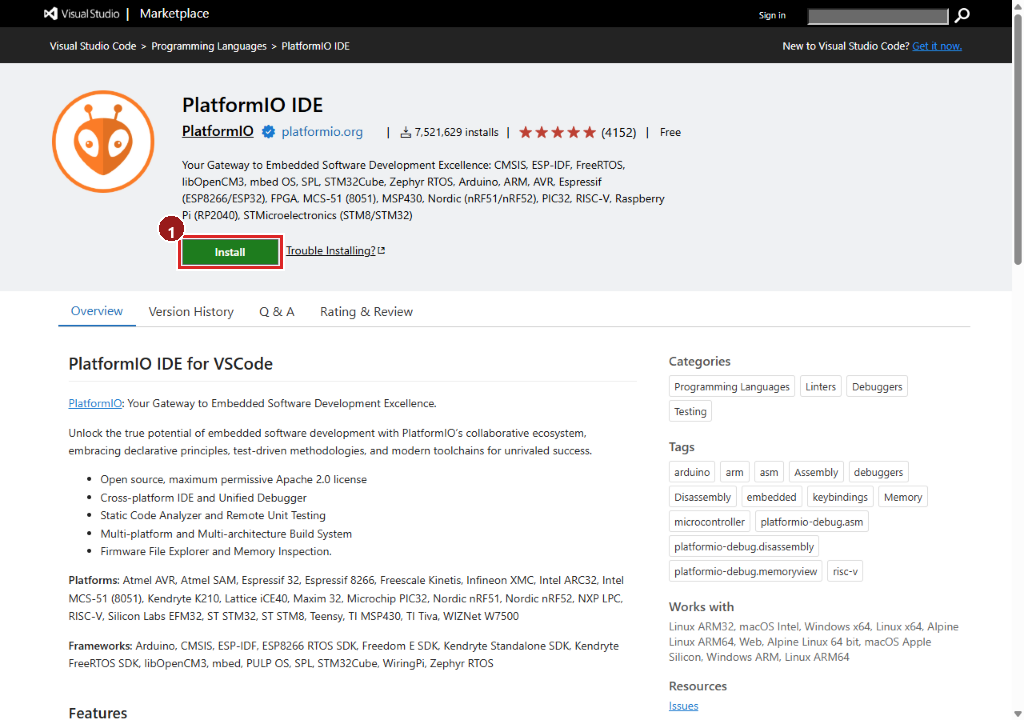 Visual Studio | Marketplace
Sign in
Visual Studio Code > Programming Languages > PlatformIO IDE
New to Visual Studio Code? Get it now.
PlatformIO IDE
PlatformIO platformio.org | 7,521,629 installs | (4152) | Free
Your Gateway to Embedded Software Development Excellence: CMSIS, ESP-IDF, FreeRTOS,
libOpenCM3, mbed OS, SPL, STM32Cube, Zephyr RTOS, Arduino, ARM, AVR, Espressif
(ESP8266/ESP32), FPGA, MCS-51 (8051), MSP430, Nordic (nRF51/nRF52), PIC32, RISC-V, Raspberry
Pi (RP2040), STMicroelectronics (STM8/STM32)
1
Install Trouble Installing?
Overview Version History Q & A Rating & Review
PlatformIO IDE for VSCode
PlatformIO: Your Gateway to Embedded Software Development Excellence.
Unlock the true potential of embedded software development with PlatformIO's collaborative ecosystem,
embracing declarative principles, test-driven methodologies, and modern toolchains for unrivaled success.
• Open source, maximum permissive Apache 2.0 license
• Cross-platform IDE and Unified Debugger
• Static Code Analyzer and Remote Unit Testing
• Multi-platform and Multi-architecture Build System
• Firmware File Explorer and Memory Inspection.
Platforms: Atmel AVR, Atmel SAM, Espressif 32, Espressif 8266, Freescale Kinetis, Infineon XMC, Intel ARC32, Intel
MCS-51 (8051), Kendryte K210, Lattice iCE40, Maxim 32, Microchip PIC32, Nordic nRF51, Nordic nRF52, NXP LPC,
RISC-V, Silicon Labs EFM32, ST STM32, ST STM8, Teensy, TI MSP430, TI Tiva, WIZNet W7500
Frameworks: Arduino, CMSIS, ESP-IDF, ESP8266 RTOS SDK, Freedom E SDK, Kendryte Standalone SDK, Kendryte
FreeRTOS SDK, libOpenCM3, mbed, PULP OS, SPL, STM32Cube, WiringPi, Zephyr RTOS
Features
Categories
Programming Languages Linters Debuggers
Testing
Tags
arduino arm asm Assembly debuggers
Disassembly embedded keybindings Memory
microcontroller platformio-debug.asm
platformio-debug.disassembly
platformio-debug.memoryview risc-v
Works with
Linux ARM32, macOS Intel, Windows x64, Linux x64, Alpine
Linux ARM64, Web, Alpine Linux 64 bit, macOS Apple
Silicon, Windows ARM, Linux ARM64
Resources
Issues